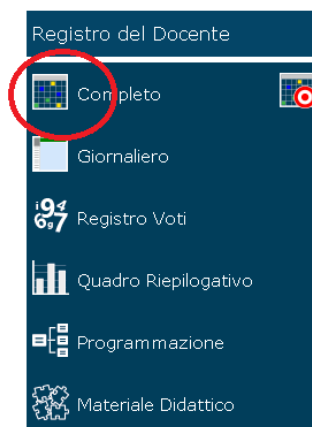 Registro del Docente
Completo
Giornaliero
Registro Voti
Quadro Riepilogativo
Programmazione
Materiale Didattico